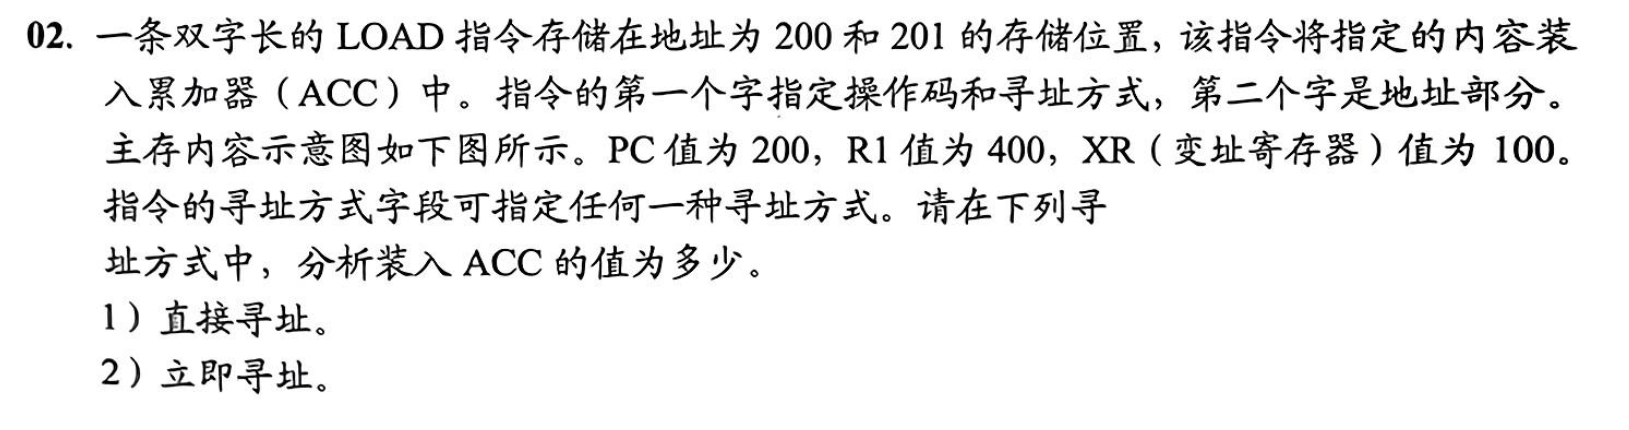 02. 一条双字长的 LOAD 指令存储在地址为 200 和 201 的存储位置，该指令将指定的内容装
入累加器（ACC）中。指令的第一个字指定操作码和寻址方式，第二个字是地址部分。
主存内容示意图如下图所示。PC 值为 200，R1 值为 400，XR（变址寄存器）值为 100。
指令的寻址方式字段可指定任何一种寻址方式。请在下列寻
址方式中，分析装入 ACC 的值为多少。
1）直接寻址。
2）立即寻址。